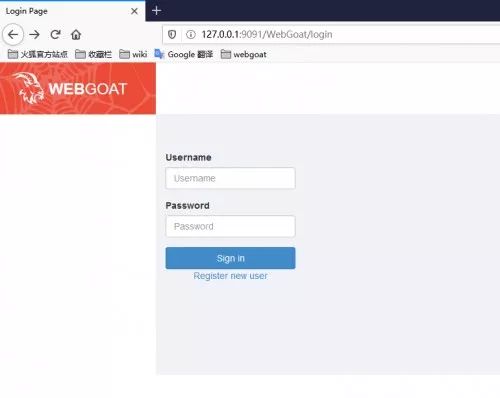 Login Page
127.0.0.1:9091/WebGoat/login
火狐官方站点 收藏栏 wiki Google 翻译 webgoat
WEBGOAT
Username
Username
Password
Password
Sign in
Register new user